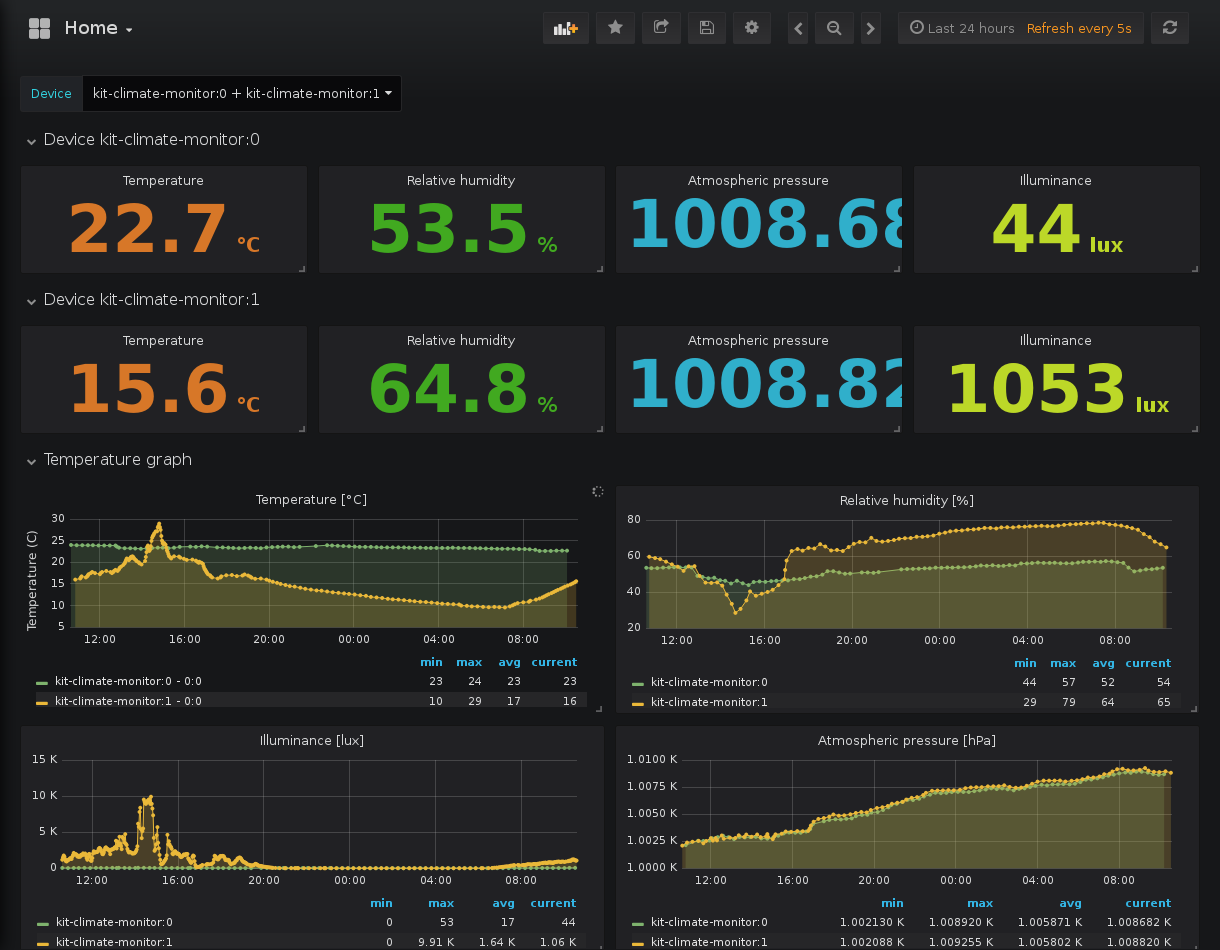 Home
Last 24 hours Refresh every 5s
Device kit-climate-monitor:0 + kit-climate-monitor:1
Device kit-climate-monitor:0
Temperature Relative humidity Atmospheric pressure Illuminance
22.7 °C 53.5 % 1008.68 44 lux
Device kit-climate-monitor:1
Temperature Relative humidity Atmospheric pressure Illuminance
15.6 °C 64.8 % 1008.82 1053 lux
Temperature graph
Temperature [°C]
Temperature (C)
30
25
20
15
10
5
12:00 16:00 20:00 00:00 04:00 08:00
min max avg current
kit-climate-monitor:0 - 0:0 23 24 23 23
kit-climate-monitor:1 - 0:0 10 29 17 16
Relative humidity [%]
80
60
40
20
12:00 16:00 20:00 00:00 04:00 08:00
min max avg current
kit-climate-monitor:0 44 57 52 54
kit-climate-monitor:1 29 79 64 65
Illuminance [lux]
15 K
10 K
5 K
0
12:00 16:00 20:00 00:00 04:00 08:00
min max avg current
kit-climate-monitor:0 0 53 17 44
kit-climate-monitor:1 0 9.91 K 1.64 K 1.06 K
Atmospheric pressure [hPa]
1.0100 K
1.0075 K
1.0050 K
1.0025 K
1.0000 K
12:00 16:00 20:00 00:00 04:00 08:00
min max avg current
kit-climate-monitor:0 1.002130 K 1.008920 K 1.005871 K 1.008682 K
kit-climate-monitor:1 1.002088 K 1.009255 K 1.005802 K 1.008820 K